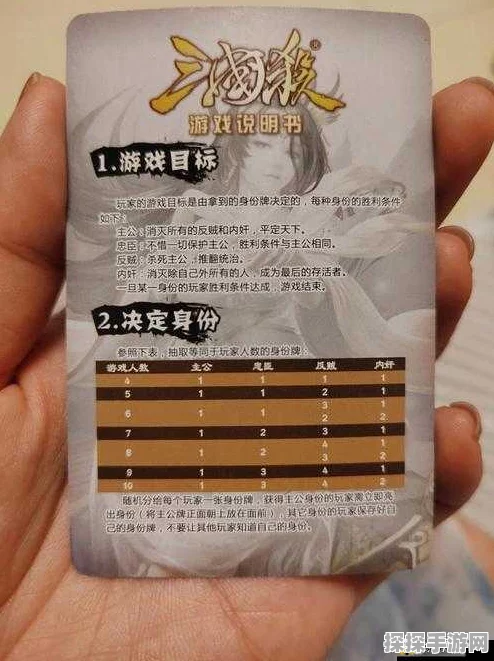 三國殺®
游戏说明书
1.游戏目标
玩家的游戏目标是由拿到的身份牌决定的，每种身份的胜利条件
如下：
主公：消灭所有的反贼和内奸，平定天下。
忠臣：不惜一切保护主公，胜利条件与主公相同。
反贼：杀死主公，推翻统治。
内奸：消灭除自己外所有的人，成为最后的存活者。
一旦某一身份的玩家胜利条件达成，游戏结束。
2.决定身份
参照下表，抽取等同于玩家人数的身份牌：
游戏人数 主公 忠臣 反贼 内奸
4 1 1 1 1
5 1 1 2 1
6 1 1 3 1
2 2
7 1 2 3 1
8 1 2 4 1
3 2
9 1 3 4 1
10 1 3 4 2
随机分给每个玩家一张身份牌，获得主公身份的玩家需立即亮
出身份（将主公牌正面朝上放在面前），其它身份的玩家保存好自
己的身份牌，不要让其他玩家知道自己的身份。
探探手游网